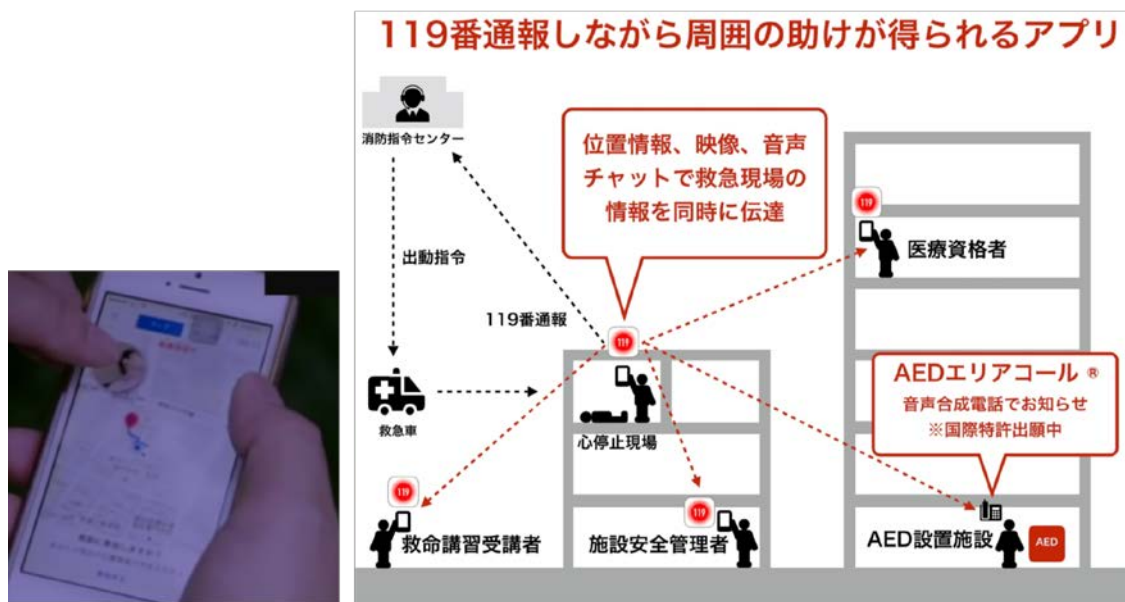 119番通報しながら周囲の助けが得られるアプリ
消防指令センター
位置情報、映像、音声
チャットで救急現場の
情報を同時に伝達
119
医療資格者
出動指令
119番通報
119
AEDエリアコール ®
音声合成電話でお知らせ
※国際特許出願中
救急車
心停止現場
119
救命講習受講者
119
施設安全管理者
AED設置施設
AED